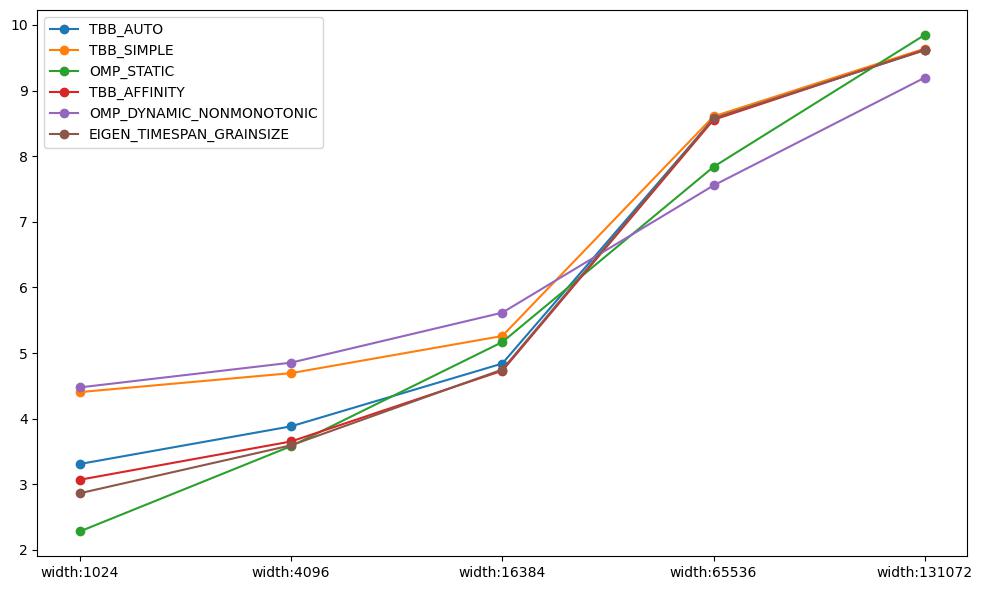 10
9
8
7
6
5
4
3
2
TBB_AUTO
TBB_SIMPLE
OMP_STATIC
TBB_AFFINITY
OMP_DYNAMIC_NONMONOTONIC
EIGEN_TIMESPAN_GRAINSIZE
width:1024 width:4096 width:16384 width:65536 width:131072